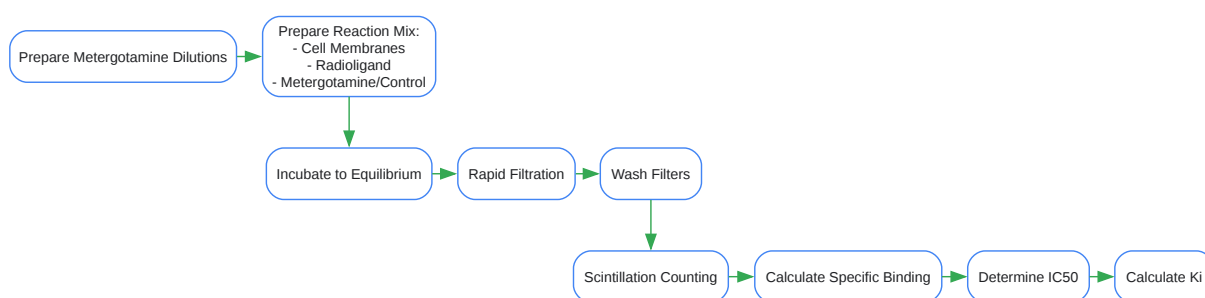 Prepare Metergotamine Dilutions
Prepare Reaction Mix:
- Cell Membranes
- Radioligand
- Metergotamine/Control
Incubate to Equilibrium
Rapid Filtration
Wash Filters
Scintillation Counting
Calculate Specific Binding
Determine IC50
Calculate Ki